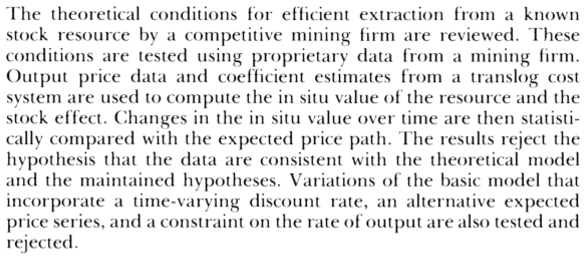 The theoretical conditions for efficient extraction from a known
stock resource by a competitive mining firm are reviewed. These
conditions are tested using proprietary data from a mining firm.
Output price data and coefficient estimates from a translog cost
system are used to compute the in situ value of the resource and the
stock effect. Changes in the in situ value over time are then statisti-
cally compared with the expected price path. The results reject the
hypothesis that the data are consistent with the theoretical model
and the maintained hypotheses. Variations of the basic model that
incorporate a time-varying discount rate, an alternative expected
price series, and a constraint on the rate of output are also tested and
rejected.